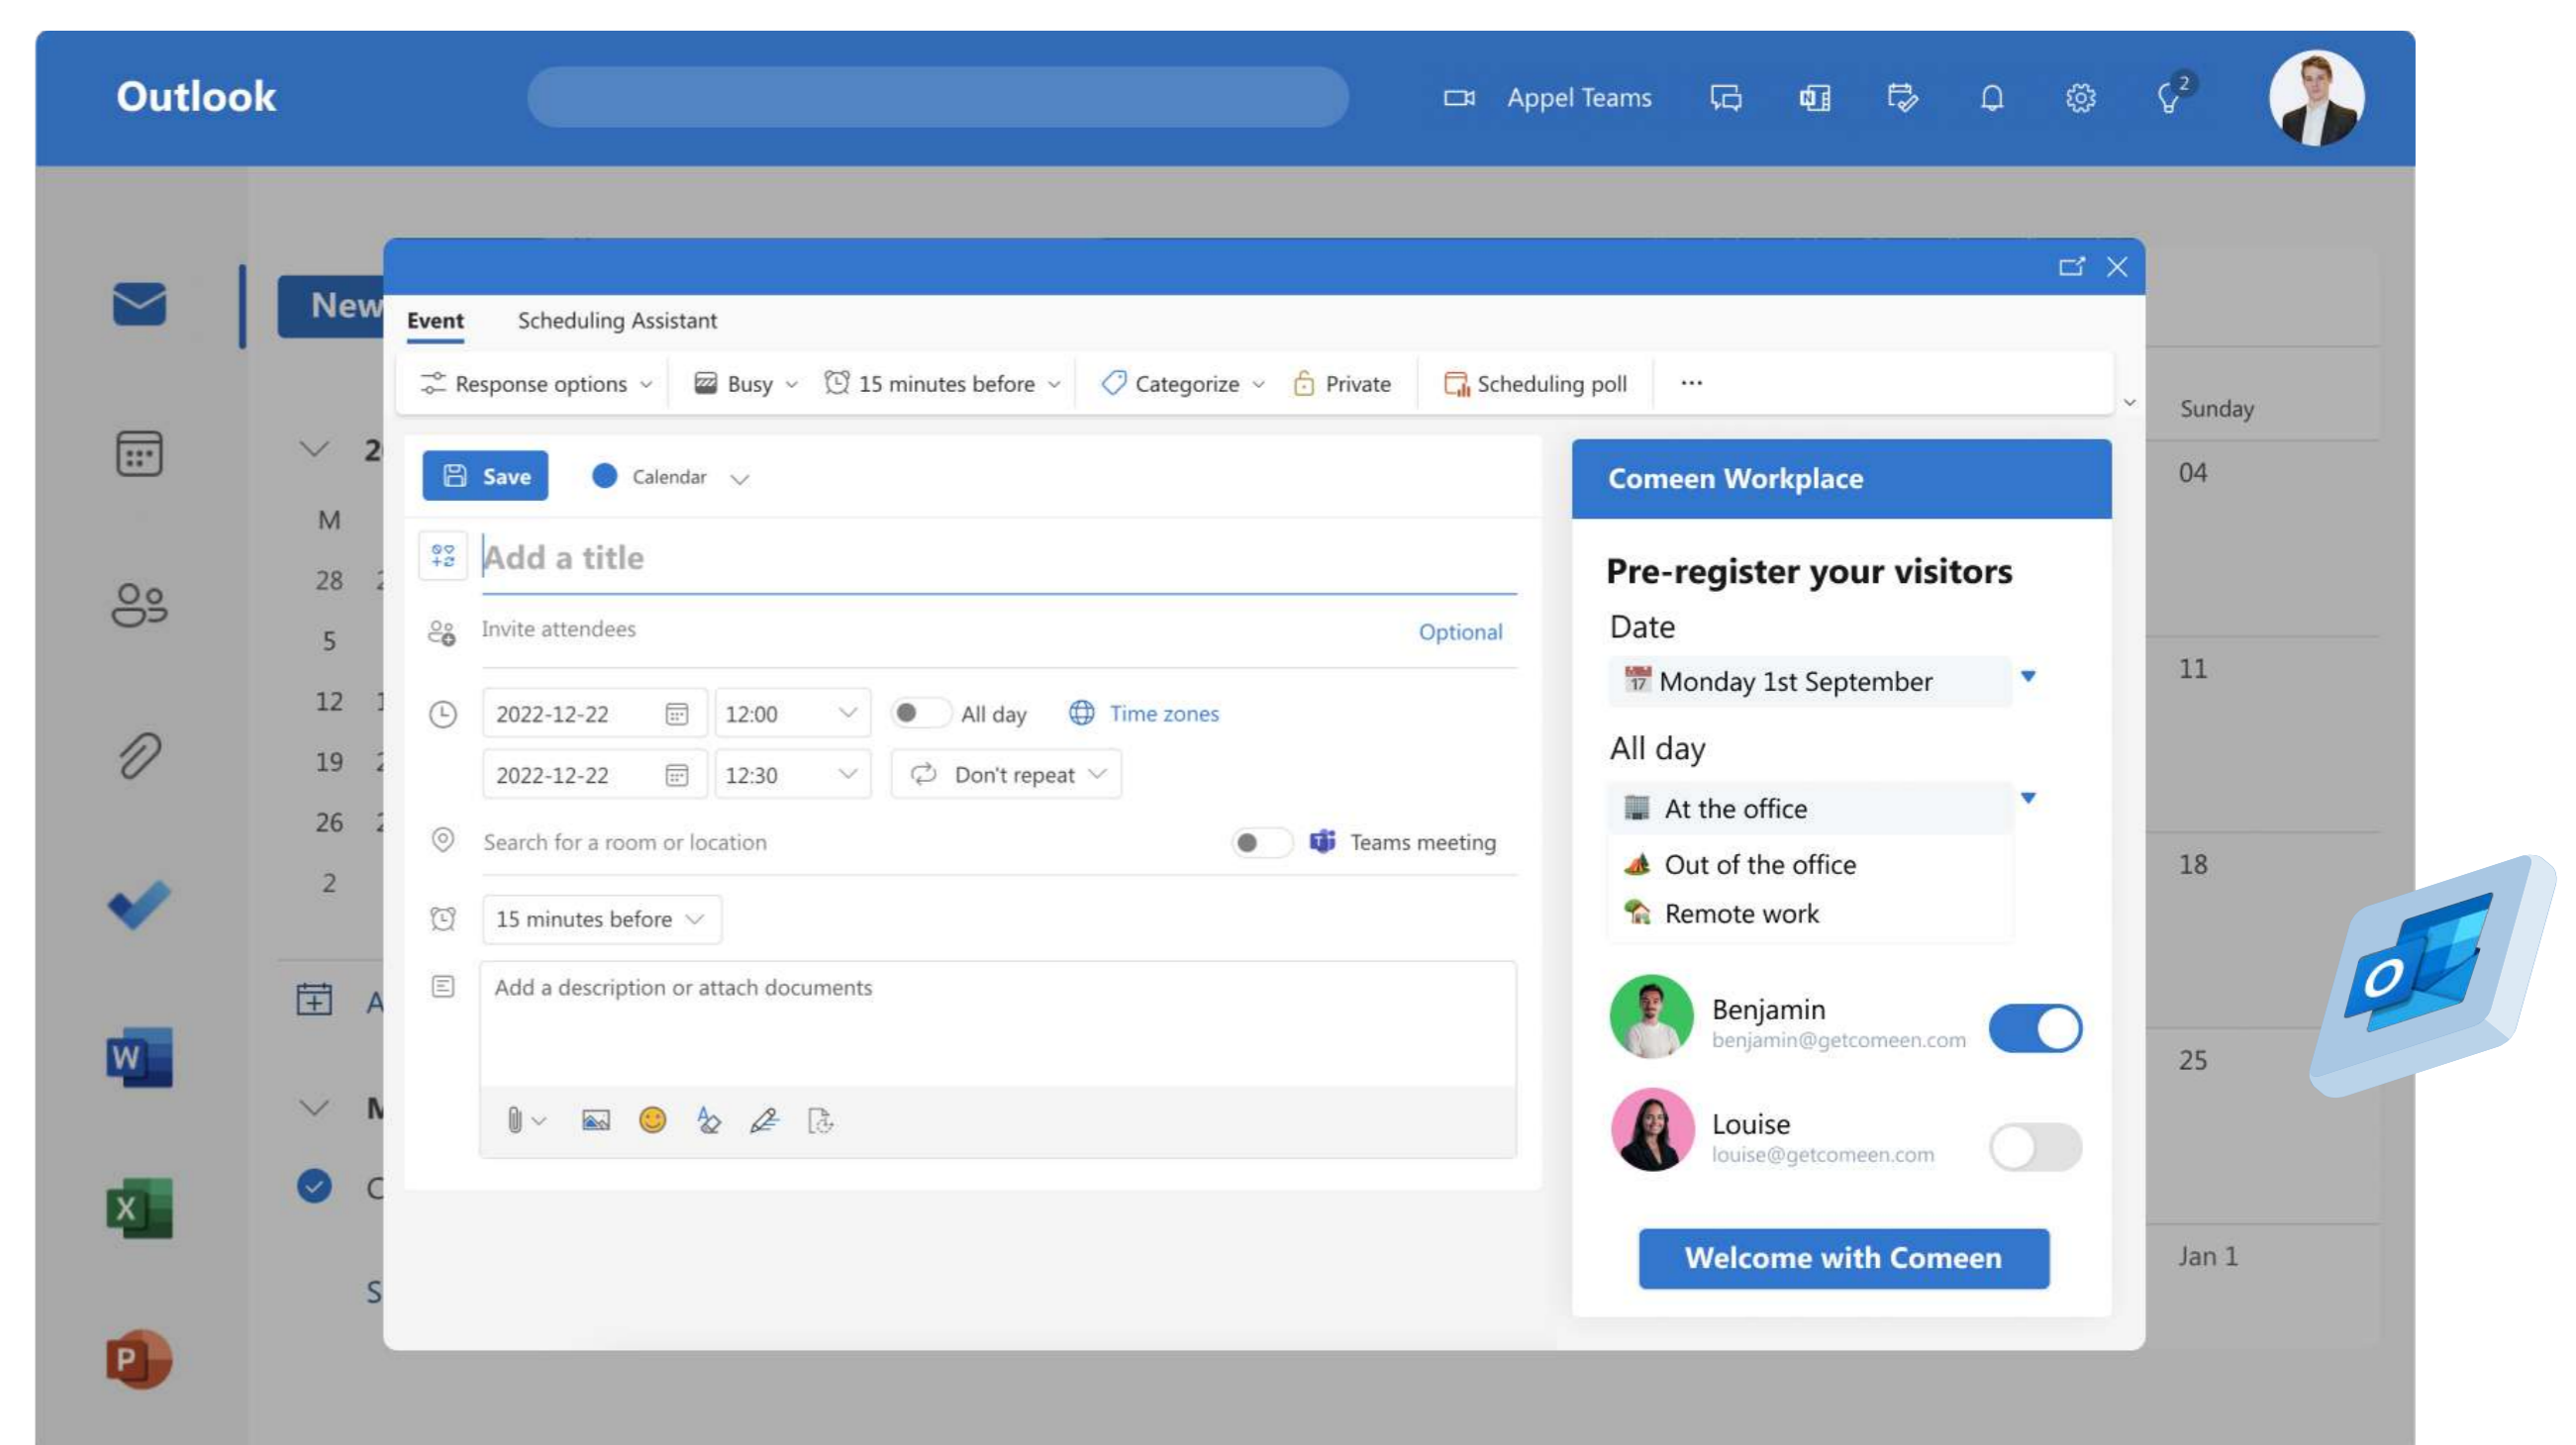 Outlook
Appel Teams
2
New
Event
Scheduling Assistant
Response options
Busy
15 minutes before
Categorize
Private
Scheduling poll
...
Sunday
Save
Calendar
Comeen Workplace
04
M
Add a title
Pre-register your visitors
28
Invite attendees
Optional
Date
5
Monday 1st September
11
12
2022-12-22
12:00
All day
Time zones
All day
19
2022-12-22
12:30
Don't repeat
At the office
26
Search for a room or location
Teams meeting
Out of the office
18
2
15 minutes before
Remote work
Add a description or attach documents
Benjamin
benjamin@getcomeen.com
25
Louise
louise@getcomeen.com
Welcome with Comeen
Jan 1